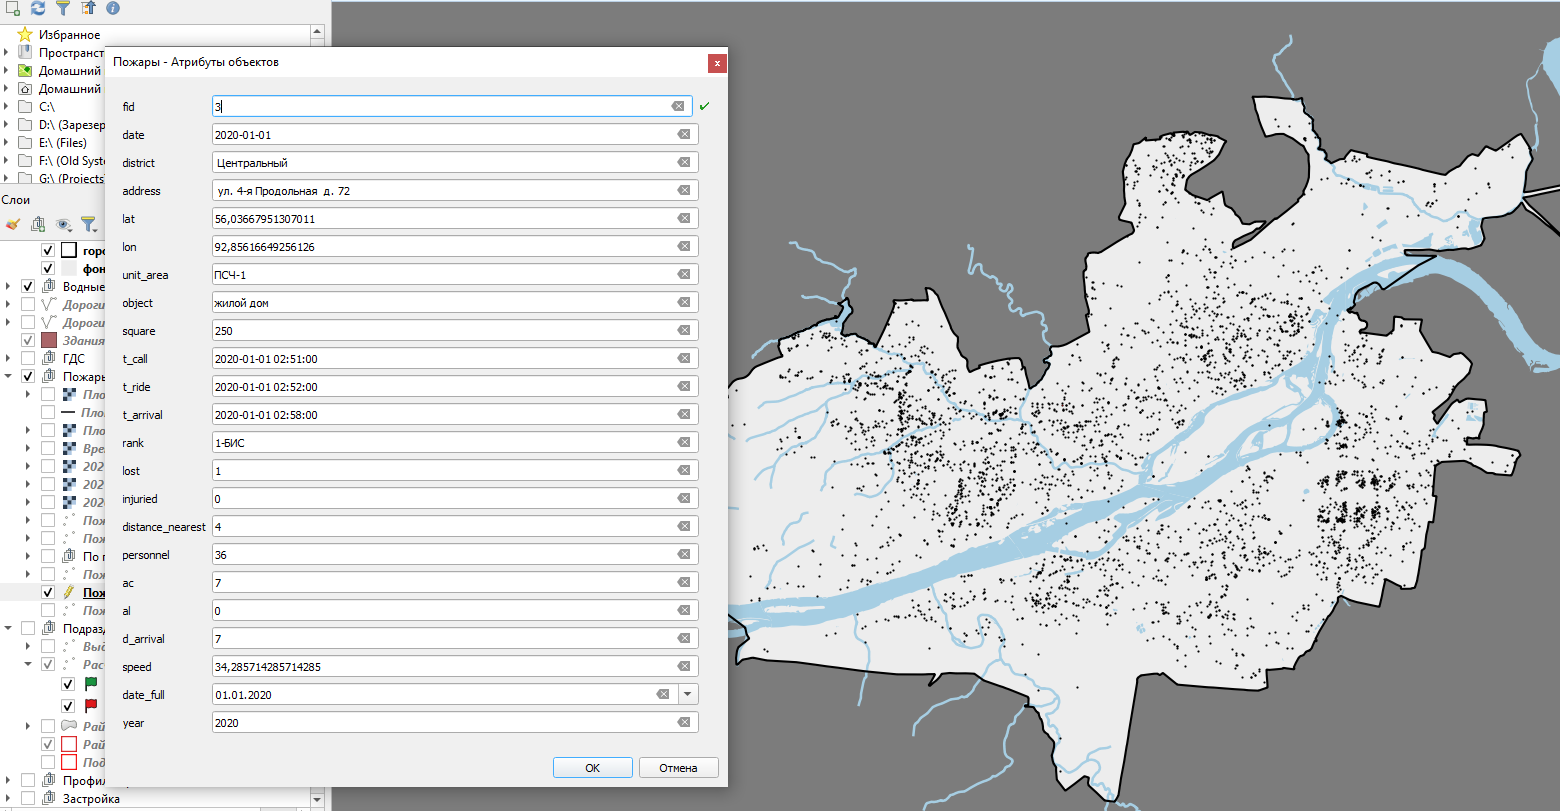 Избранное
Пространст
Домашний
Домашний
C:\
D:\ (Зарезер
E:\ (Files)
F:\ (Old Syste
G:\ (Projects)
Слои
горо
фон
Водные
Дороги
Дороги
Здания
ГДС
Пожары
Пло
Пло
Пло
Вре
202
202
202
Пож
Пож
По г
Пож
Пож
Пож
Подразд
Выд
Рас
Рай
Рай
Под
Профил
Застройка
Пожары - Атрибуты объектов
fid 3
date 2020-01-01
district Центральный
address ул. 4-я Продольная д. 72
lat 56,03667951307011
lon 92,85616649256126
unit_area ПСЧ-1
object жилой дом
square 250
t_call 2020-01-01 02:51:00
t_ride 2020-01-01 02:52:00
t_arrival 2020-01-01 02:58:00
rank 1-БИС
lost 1
injuried 0
distance_nearest 4
personnel 36
ac 7
al 0
d_arrival 7
speed 34,285714285714285
date_full 01.01.2020
year 2020
OK Отмена